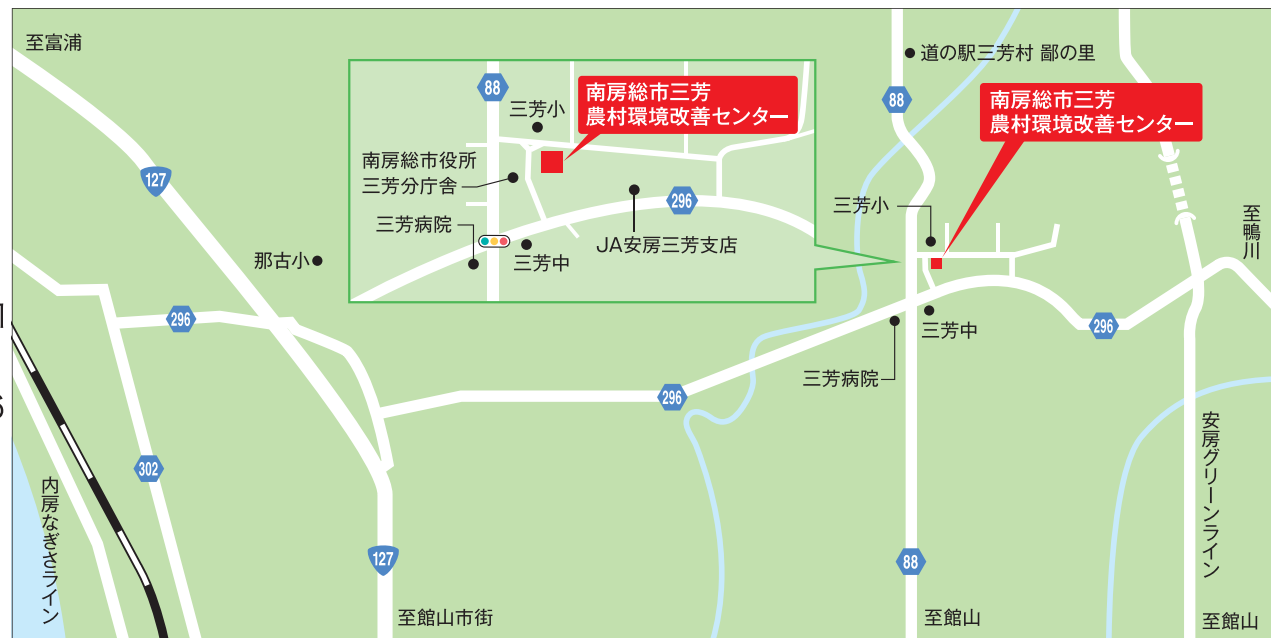 至富浦
道の駅三芳村 鄙の里
88
南房総市三芳
農村環境改善センター
三芳小
88
南房総市三芳
農村環境改善センター
127
南房総市役所
三芳分庁舎
296
三芳病院
JA安房三芳支店
三芳中
三芳小
至鴨川
那古小
296
三芳中
296
三芳病院
296
302
内房なぎさライン
安房グリーンライン
127
88
至館山市街
至館山
至館山